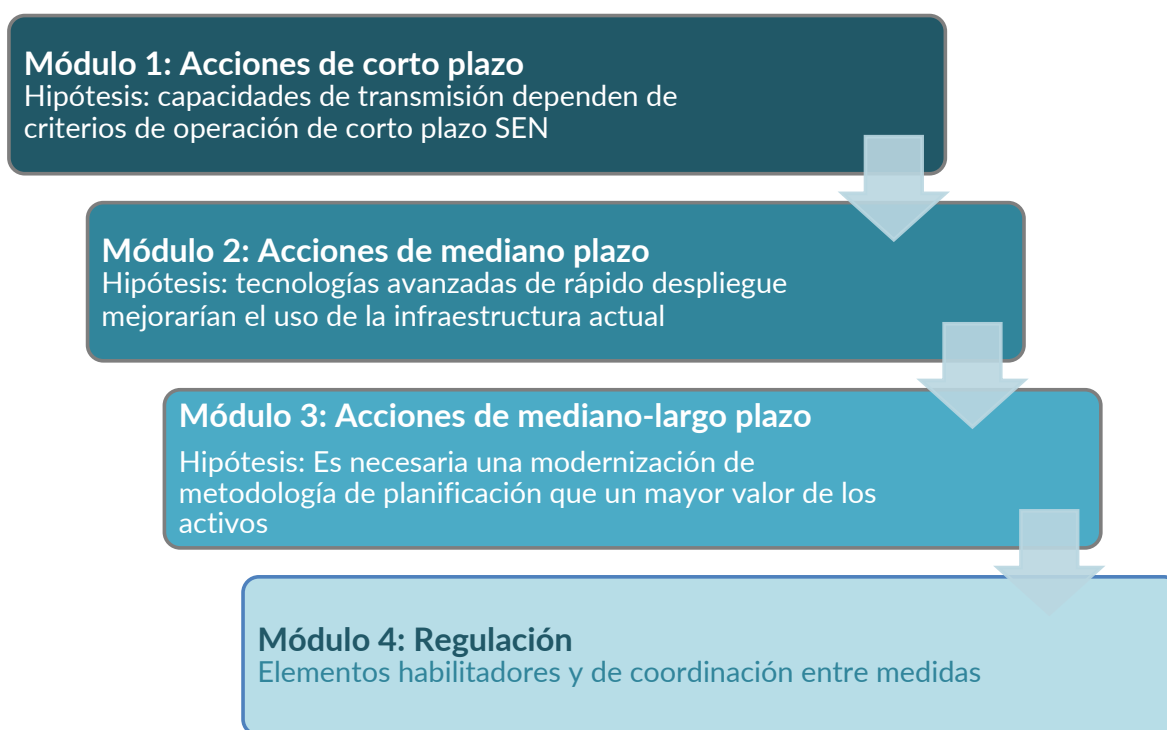 Módulo 1: Acciones de corto plazo
Hipótesis: capacidades de transmisión dependen de
criterios de operación de corto plazo SEN
Módulo 2: Acciones de mediano plazo
Hipótesis: tecnologías avanzadas de rápido despliegue
mejorarían el uso de la infraestructura actual
Módulo 3: Acciones de mediano-largo plazo
Hipótesis: Es necesaria una modernización de
metodología de planificación que un mayor valor de los
activos
Módulo 4: Regulación
Elementos habilitadores y de coordinación entre medidas